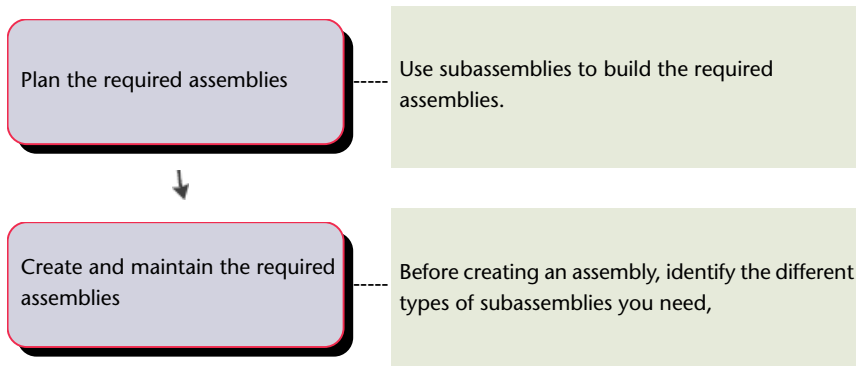 Plan the required assemblies
Use subassemblies to build the required
assemblies.
Create and maintain the required
assemblies
Before creating an assembly, identify the different
types of subassemblies you need,